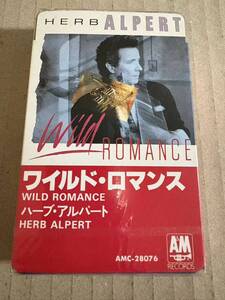 HERB ALPERT
Wild
ROMANCE
ワイルド・ロマンス
WILD ROMANCE
ハーブ・アルパート
HERB ALPERT
AMC-28076
A&M
RECORDS